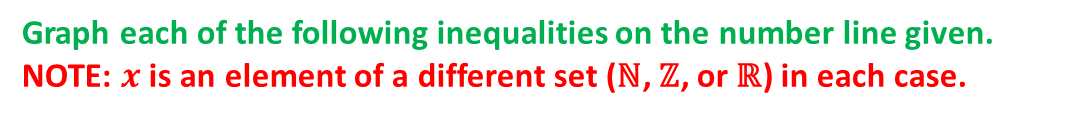 Graph each of the following inequalities on the number line given.
NOTE: 𝒙 is an element of a different set (ℕ, ℤ, or ℝ) in each case.